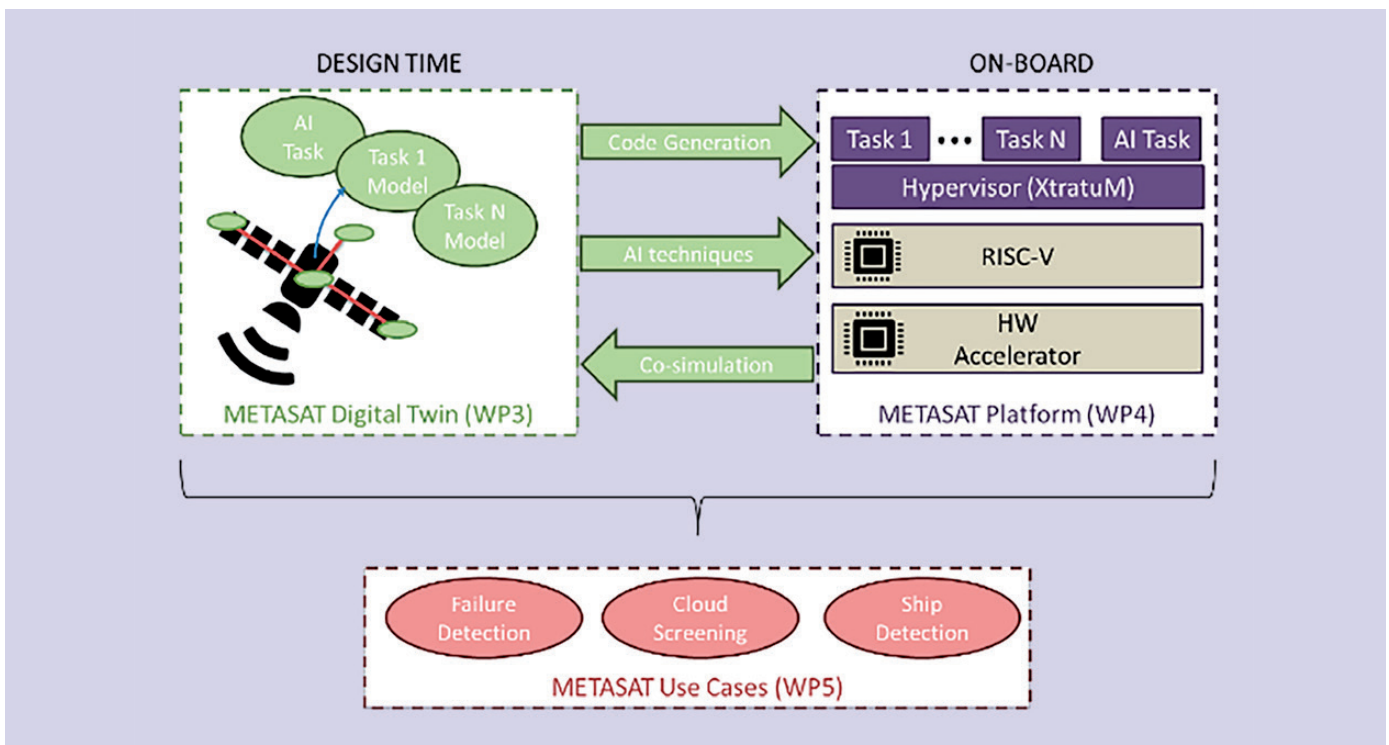 DESIGN TIME
AI
Task
Task 1
Model
Task N
Model
METASAT Digital Twin (WP3)
Code Generation
AI techniques
Co-simulation
ON-BOARD
Task 1 ••• Task N AI Task
Hypervisor (XtratuM)
RISC-V
HW
Accelerator
METASAT Platform (WP4)
Failure
Detection
Cloud
Screening
Ship
Detection
METASAT Use Cases (WP5)